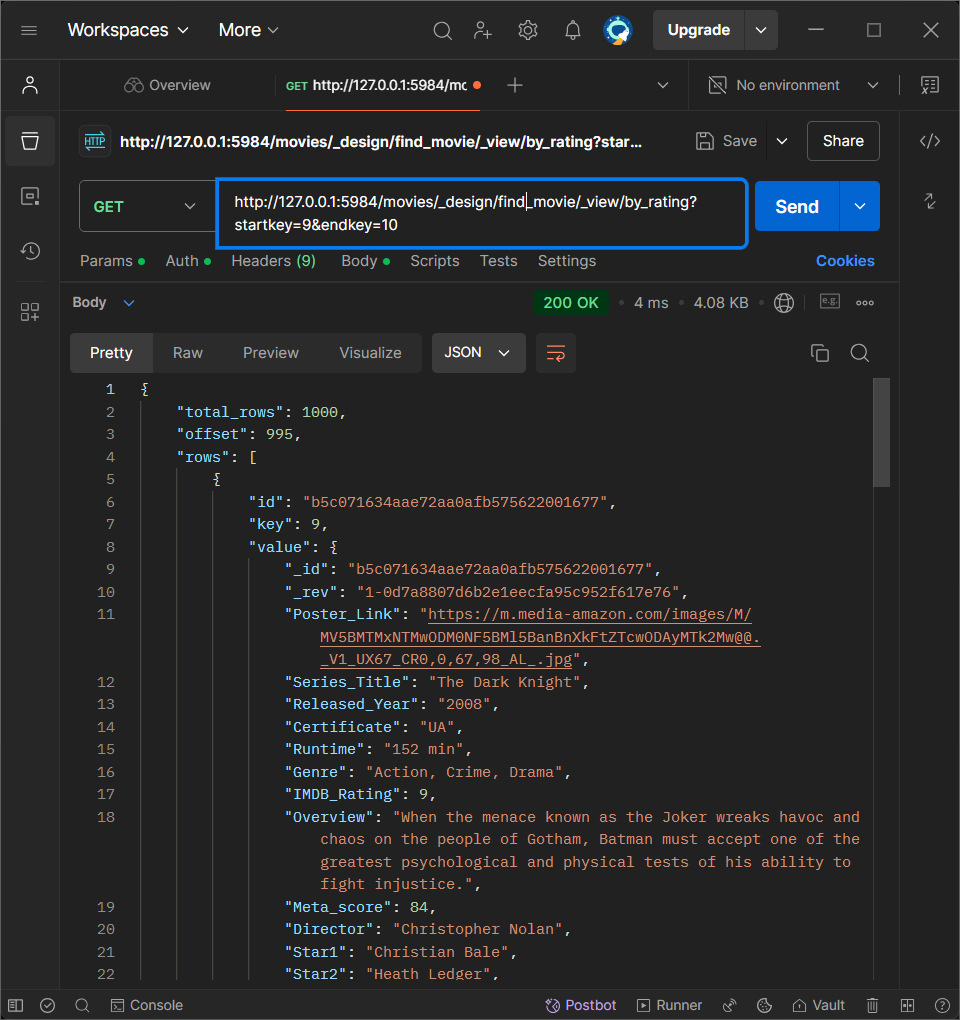 Workspaces More Upgrade
Overview GET http://127.0.0.1:5984/mo No environment
HTTP http://127.0.0.1:5984/movies/_design/find_movie/_view/by_rating?star... Save Share
GET http://127.0.0.1:5984/movies/_design/find_movie/_view/by_rating?
startkey=9&endkey=10
Send
Params Auth Headers (9) Body Scripts Tests Settings Cookies
Body 200 OK 4 ms 4.08 KB e.g.
Pretty Raw Preview Visualize JSON
1 {
2 "total_rows": 1000,
3 "offset": 995,
4 "rows": [
5 {
6 "id": "b5c071634aae72aa0afb575622001677",
7 "key": 9,
8 "value": {
9 "_id": "b5c071634aae72aa0afb575622001677",
10 "_rev": "1-0d7a8807d6b2e1eecfa95c952f617e76",
11 "Poster_Link": "https://m.media-amazon.com/images/M/
MV5BMTMxNTMwODM0NF5BMl5BanBnXkFtZTcwODAyMTk2Mw@@.
_V1_UX67_CR0,0,67,98_AL_.jpg",
12 "Series_Title": "The Dark Knight",
13 "Released_Year": "2008",
14 "Certificate": "UA",
15 "Runtime": "152 min",
16 "Genre": "Action, Crime, Drama",
17 "IMDB_Rating": 9,
18 "Overview": "When the menace known as the Joker wreaks havoc and
chaos on the people of Gotham, Batman must accept one of the
greatest psychological and physical tests of his ability to
fight injustice.",
19 "Meta_score": 84,
20 "Director": "Christopher Nolan",
21 "Star1": "Christian Bale",
22 "Star2": "Heath Ledger",
Console Postbot Runner Vault